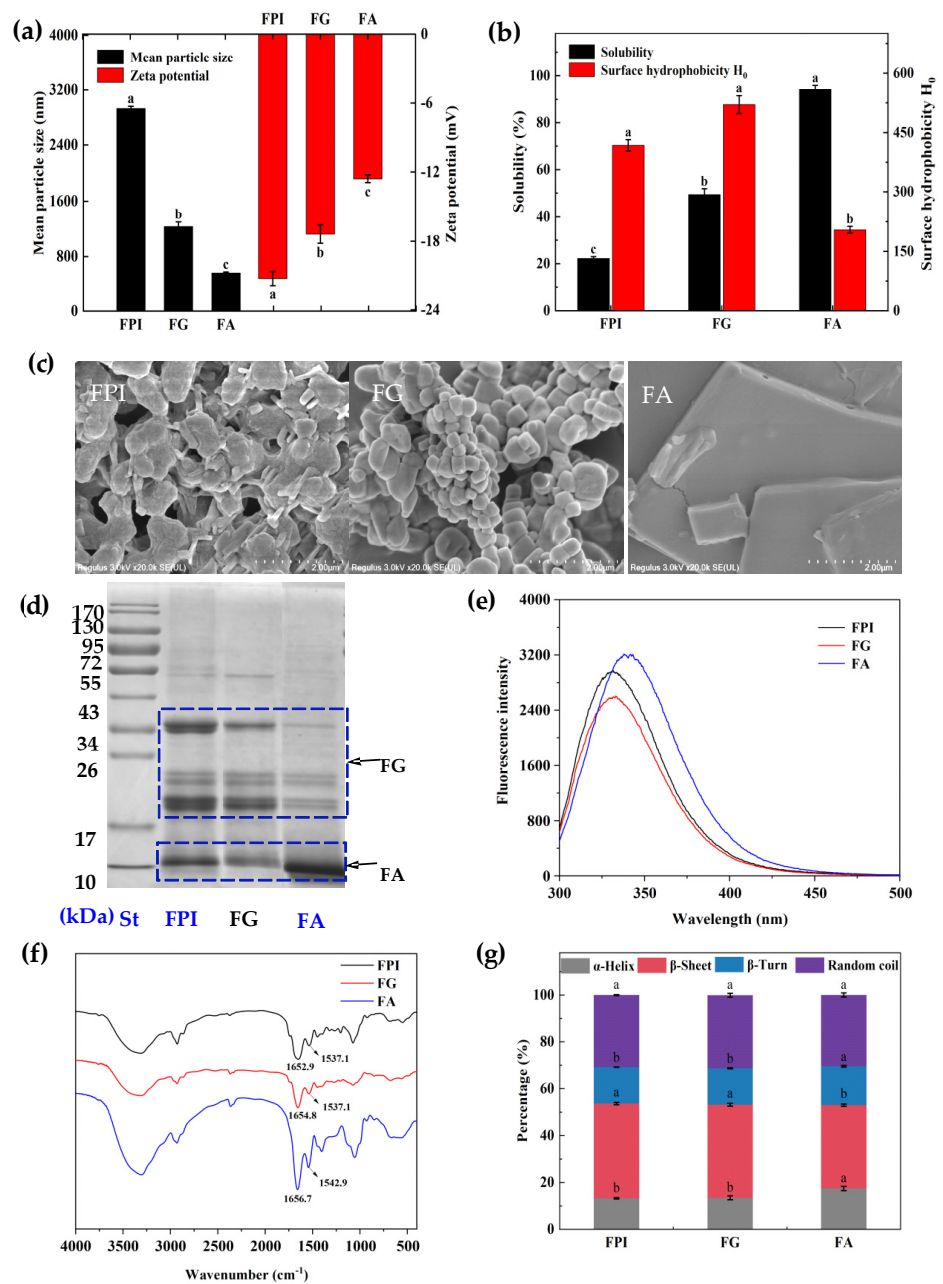 (a)
FPI FG FA
4000 0
Mean particle size
Zeta potential
3200 -6
a
2400 -12
1600 -18
b
c
c
800
b
a
0 -24
FPI FG FA
Mean particle size (nm)
Zeta potential (mV)
(b)
Solubility
Surface hydrophobicity H0
100 600
80 450
60 300
40 150
20
0 0
a a a
b
b
c
FPI FG FA
Solubility (%)
Surface hydrophobicity H0
(c)
FPI FG FA
Regulus 3.0kV x20.0k SE(UL) 2.00µm
Regulus 3.0kV x20.0k SE(UL) 2.00µm
Regulus 3.0kV x20.0k SE(UL) 2.00µm
(d)
170
130
95
72
55
43
34
26
17
10
FG
FA
(kDa) St FPI FG FA
(e)
4000
3200
2400
1600
800
0
FPI
FG
FA
Fluorescence intensity
300 350 400 450 500
Wavelength (nm)
(f)
FPI
FG
FA
1652.9 1537.1
1654.8 1537.1
1656.7 1542.9
4000 3500 3000 2500 2000 1500 1000 500
Wavenumber (cm-1)
(g)
α-Helix β-Sheet β-Turn Random coil
100
80
60
40
20
0
a a a
b b a
a a b
b b a
FPI FG FA
Percentage (%)